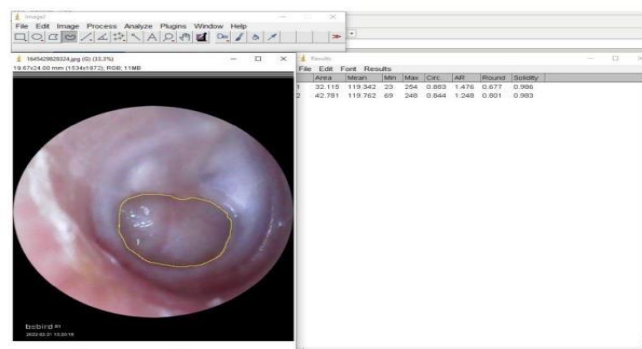 ImageJ
File Edit Image Process Analyze Plugins Window Help
1645429828324.jpg (G) (33.3%)
19.67x24.00 mm (1534x1872); RGB; 11MB
bsbird
2022-02-21 13:20:19
Results
File Edit Font Results
Area Mean Min Max Circ. AR Round Solidity
1 32.115 119.342 23 254 0.883 1.476 0.677 0.986
2 42.781 119.762 69 248 0.844 1.248 0.801 0.983